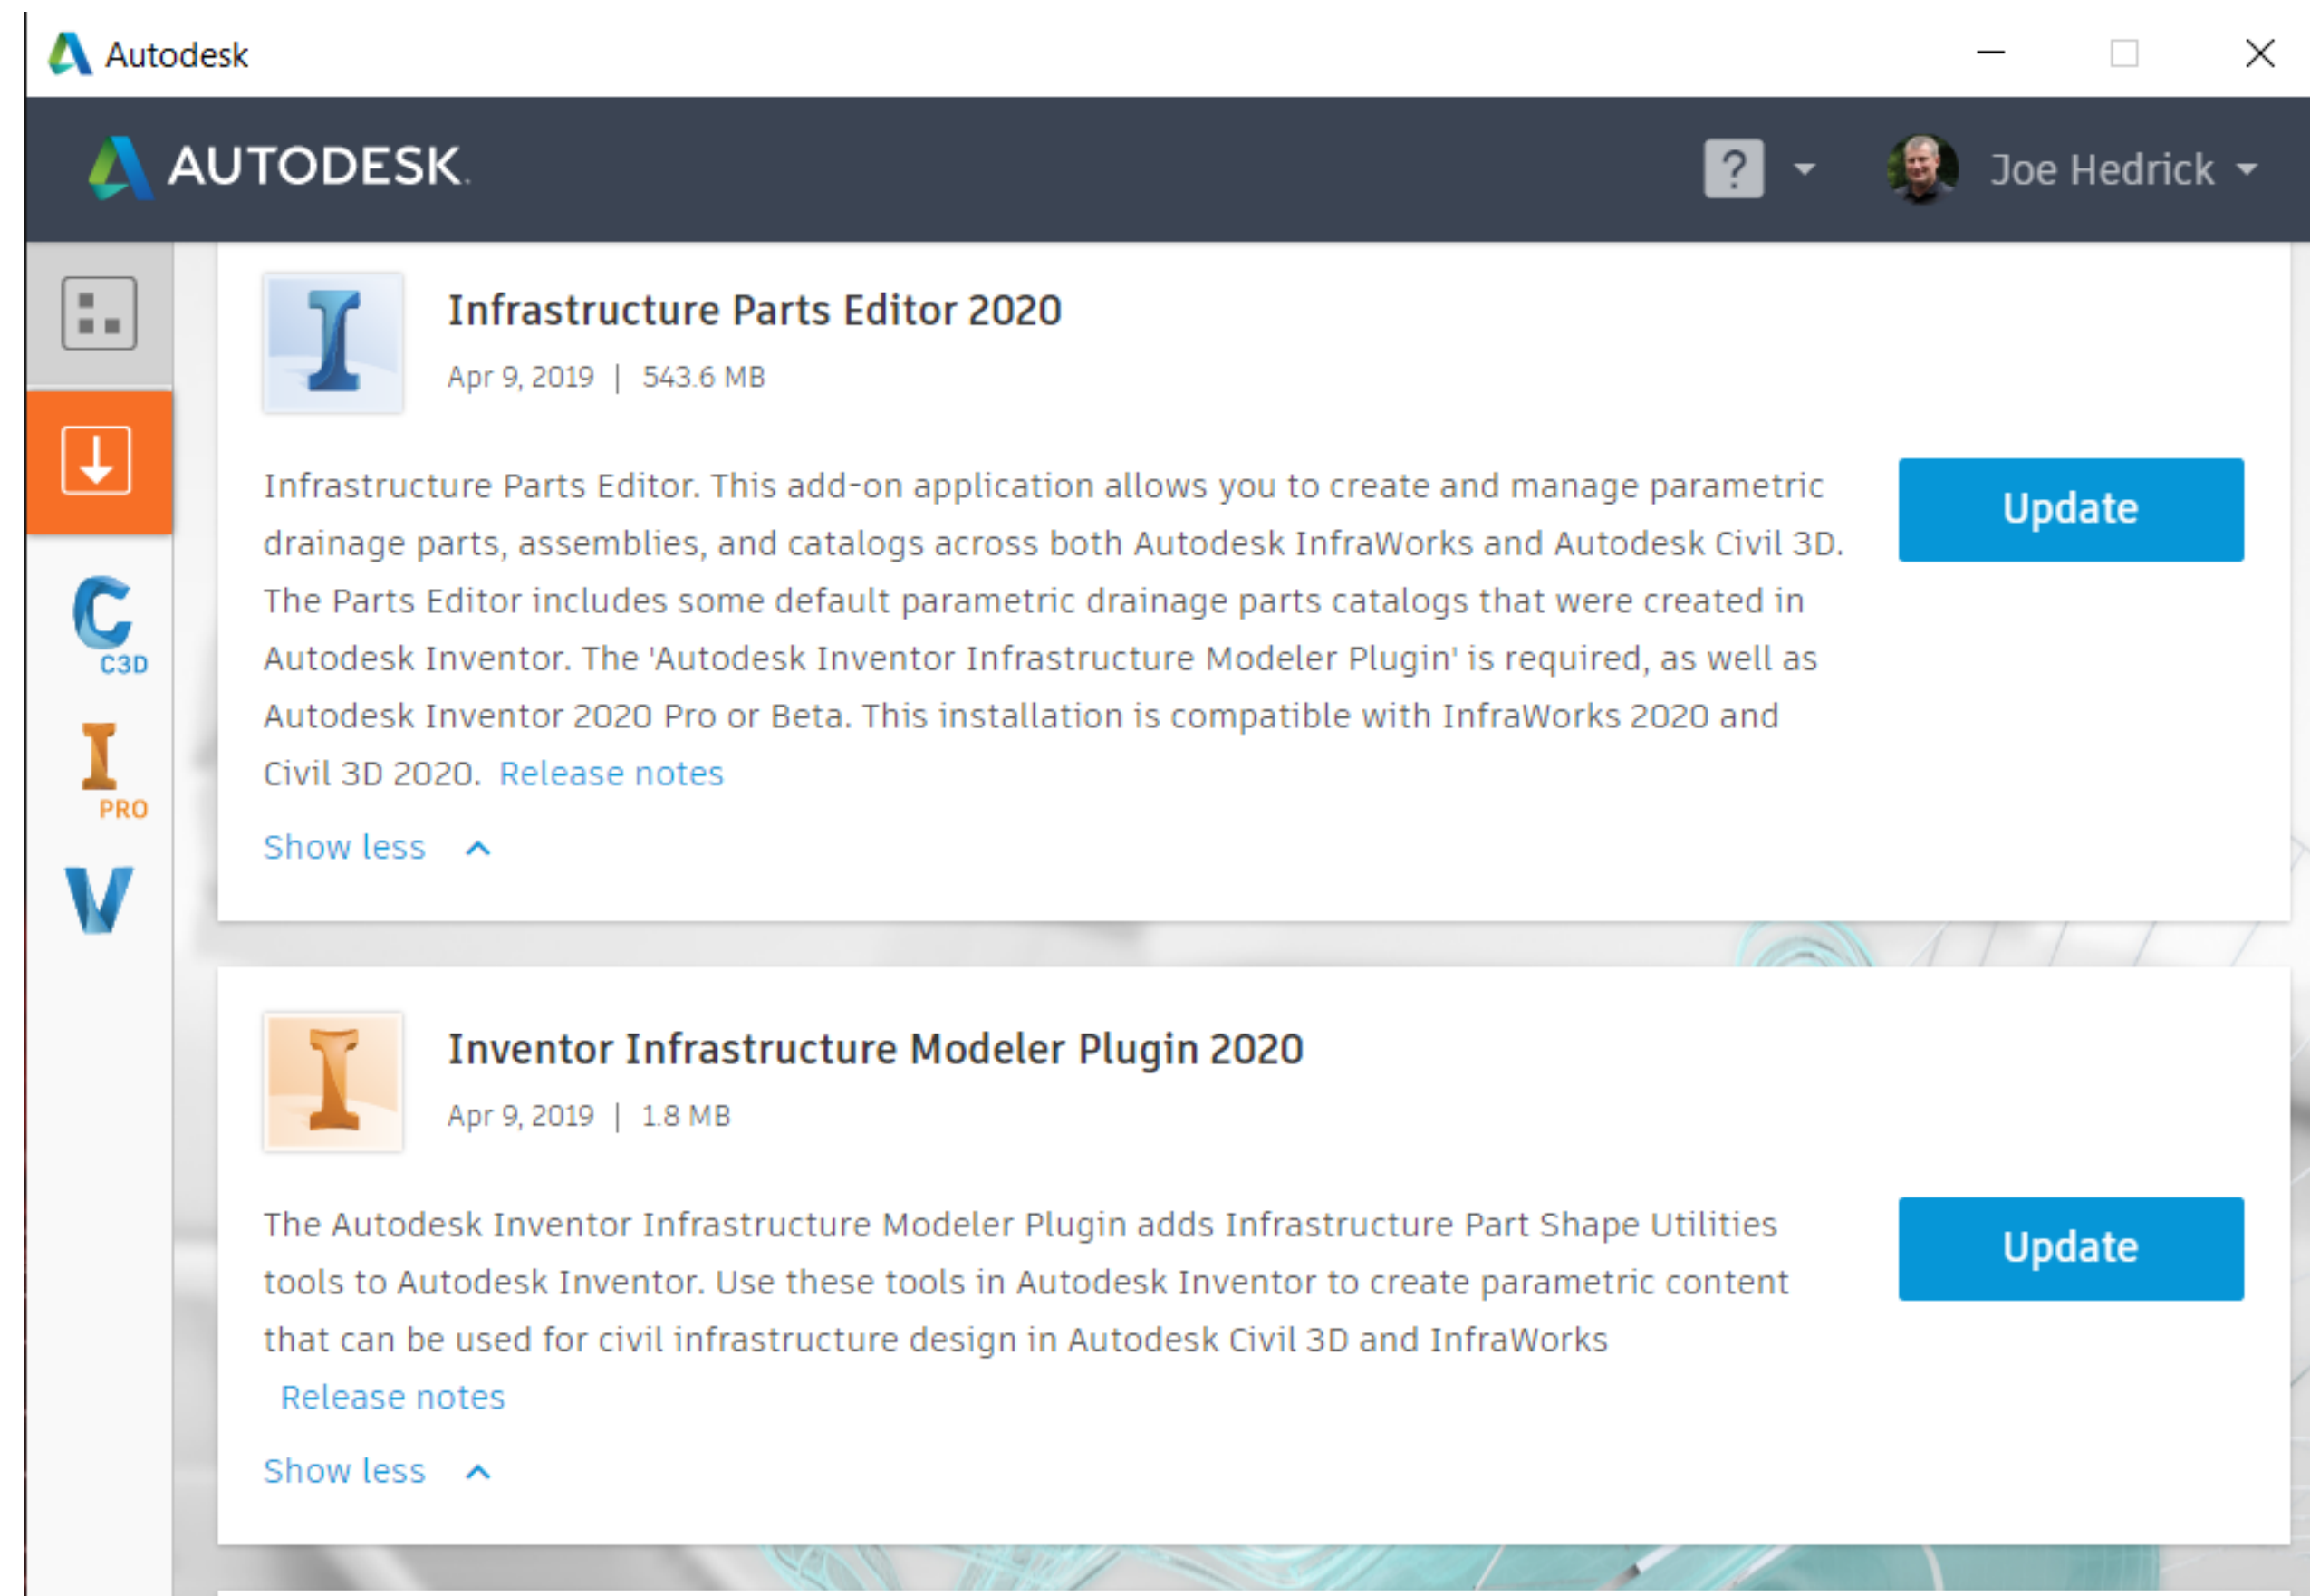 Autodesk
AUTODESK.
? Joe Hedrick
Infrastructure Parts Editor 2020
Apr 9, 2019 | 543.6 MB
Infrastructure Parts Editor. This add-on application allows you to create and manage parametric
drainage parts, assemblies, and catalogs across both Autodesk InfraWorks and Autodesk Civil 3D.
The Parts Editor includes some default parametric drainage parts catalogs that were created in
Autodesk Inventor. The 'Autodesk Inventor Infrastructure Modeler Plugin' is required, as well as
Autodesk Inventor 2020 Pro or Beta. This installation is compatible with InfraWorks 2020 and
Civil 3D 2020. Release notes
Show less
Update
C
C3D
I
PRO
V
Inventor Infrastructure Modeler Plugin 2020
Apr 9, 2019 | 1.8 MB
The Autodesk Inventor Infrastructure Modeler Plugin adds Infrastructure Part Shape Utilities
tools to Autodesk Inventor. Use these tools in Autodesk Inventor to create parametric content
that can be used for civil infrastructure design in Autodesk Civil 3D and InfraWorks
Release notes
Show less
Update